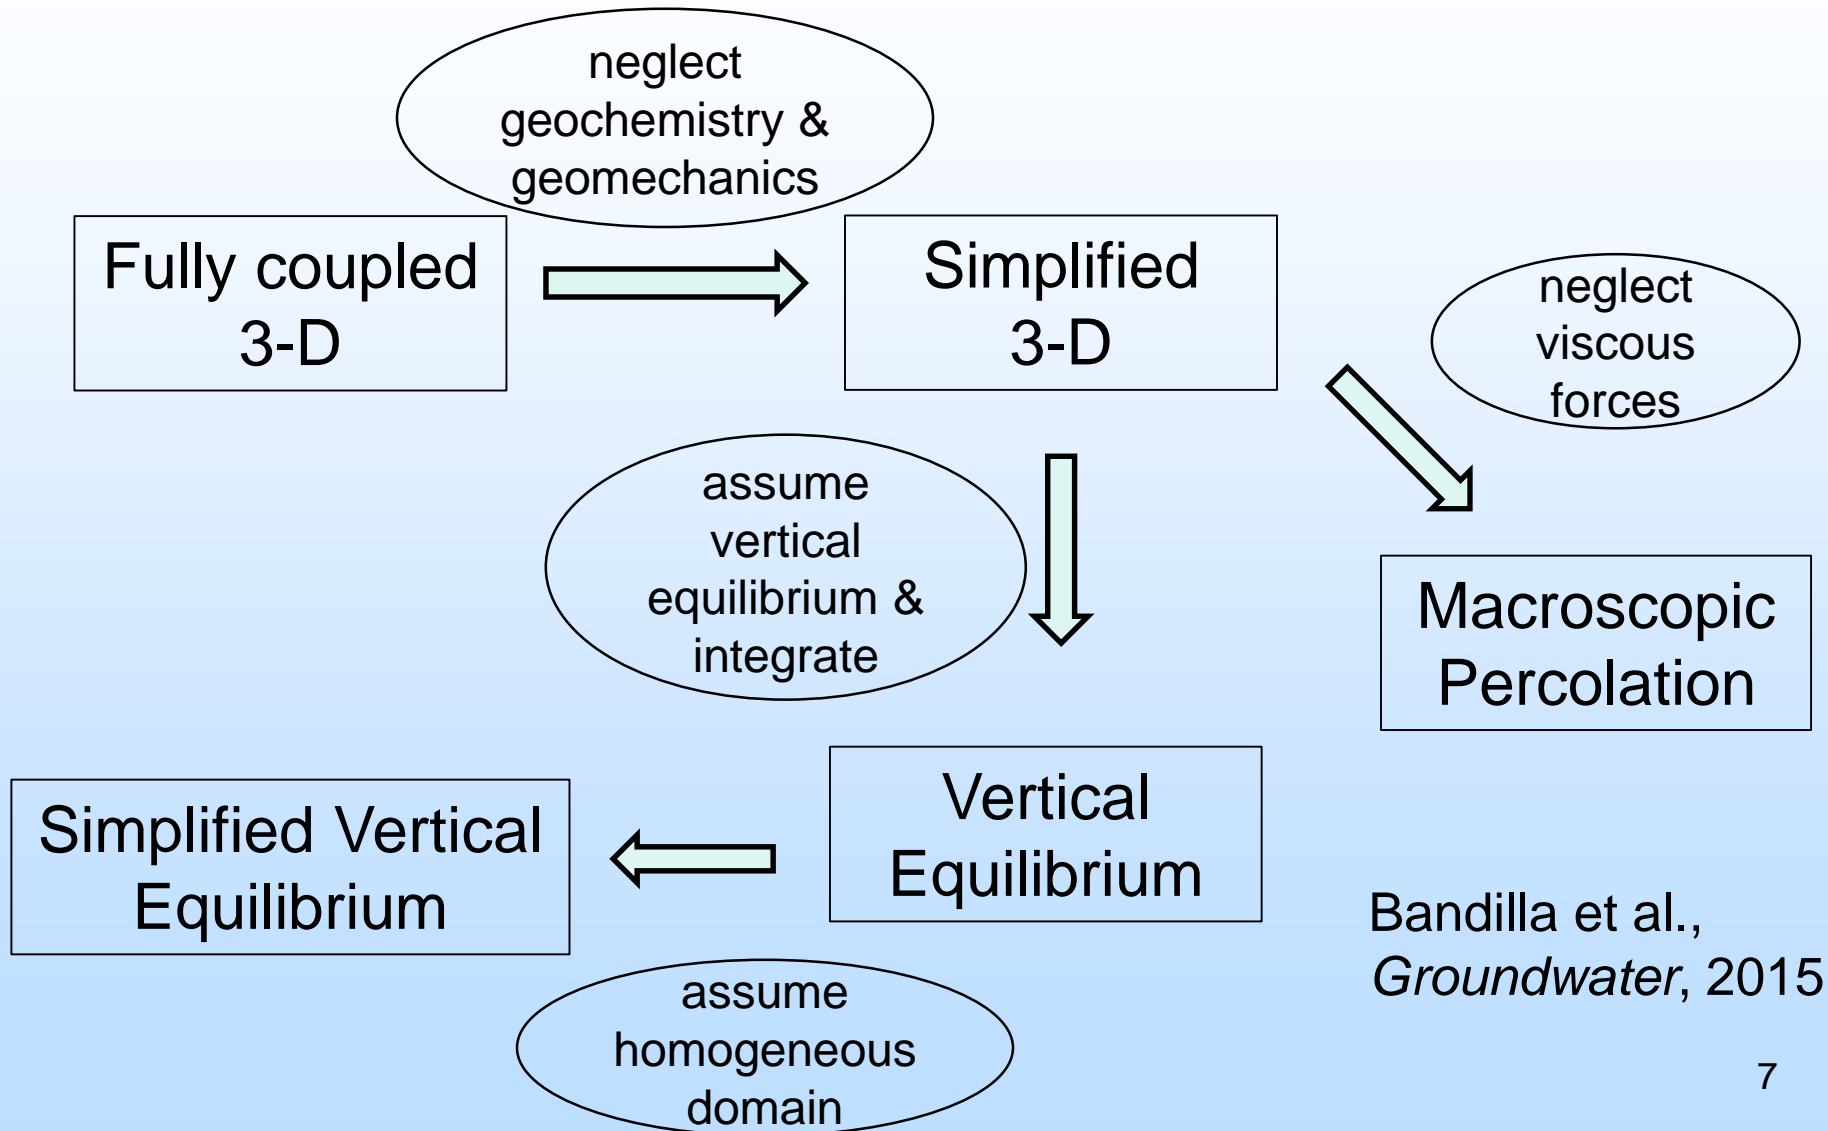 neglect
geochemistry &
geomechanics
Fully coupled
3-D
Simplified
3-D
neglect
viscous
forces
assume
vertical
equilibrium &
integrate
Macroscopic
Percolation
Vertical
Equilibrium
Simplified Vertical
Equilibrium
assume
homogeneous
domain
Bandilla et al.,
Groundwater, 2015
7